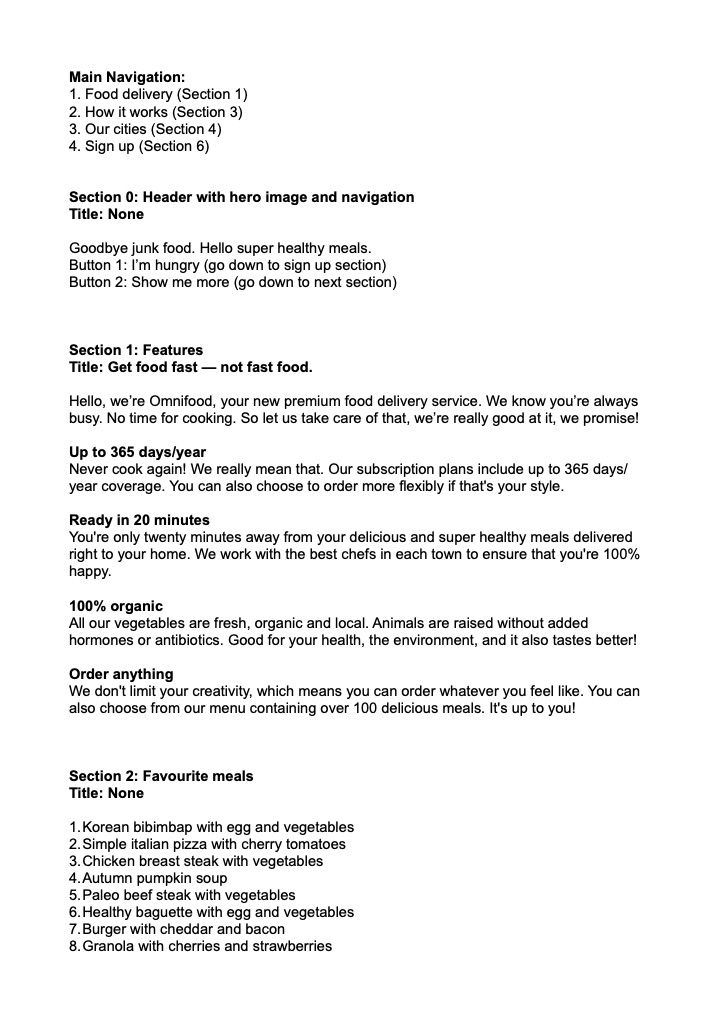 Main Navigation:
1. Food delivery (Section 1)
2. How it works (Section 3)
3. Our cities (Section 4)
4. Sign up (Section 6)
Section 0: Header with hero image and navigation
Title: None
Goodbye junk food. Hello super healthy meals.
Button 1: I’m hungry (go down to sign up section)
Button 2: Show me more (go down to next section)
Section 1: Features
Title: Get food fast — not fast food.
Hello, we’re Omnifood, your new premium food delivery service. We know you’re always
busy. No time for cooking. So let us take care of that, we’re really good at it, we promise!
Up to 365 days/year
Never cook again! We really mean that. Our subscription plans include up to 365 days/
year coverage. You can also choose to order more flexibly if that's your style.
Ready in 20 minutes
You're only twenty minutes away from your delicious and super healthy meals delivered
right to your home. We work with the best chefs in each town to ensure that you're 100%
happy.
100% organic
All our vegetables are fresh, organic and local. Animals are raised without added
hormones or antibiotics. Good for your health, the environment, and it also tastes better!
Order anything
We don't limit your creativity, which means you can order whatever you feel like. You can
also choose from our menu containing over 100 delicious meals. It's up to you!
Section 2: Favourite meals
Title: None
1. Korean bibimbap with egg and vegetables
2. Simple italian pizza with cherry tomatoes
3. Chicken breast steak with vegetables
4. Autumn pumpkin soup
5. Paleo beef steak with vegetables
6. Healthy baguette with egg and vegetables
7. Burger with cheddar and bacon
8. Granola with cherries and strawberries